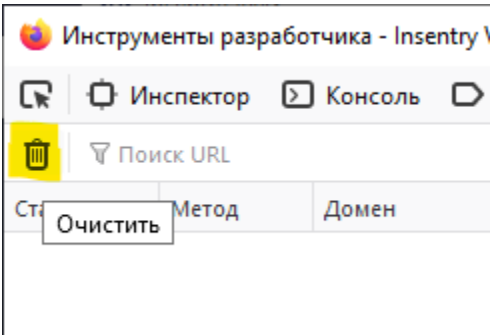 Инструменты разработчика - Insentry
Инспектор Консоль
Поиск URL
Метод Домен
Очистить